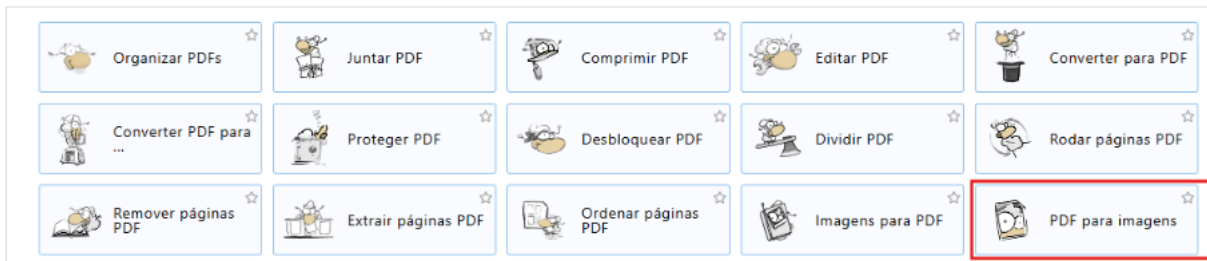 Organizar PDFs
Juntar PDF
Comprimir PDF
Editar PDF
Converter para PDF
Converter PDF para
...
Proteger PDF
Desbloquear PDF
Dividir PDF
Rodar páginas PDF
Remover páginas
PDF
Extrair páginas PDF
Ordenar páginas
PDF
Imagens para PDF
PDF para imagens